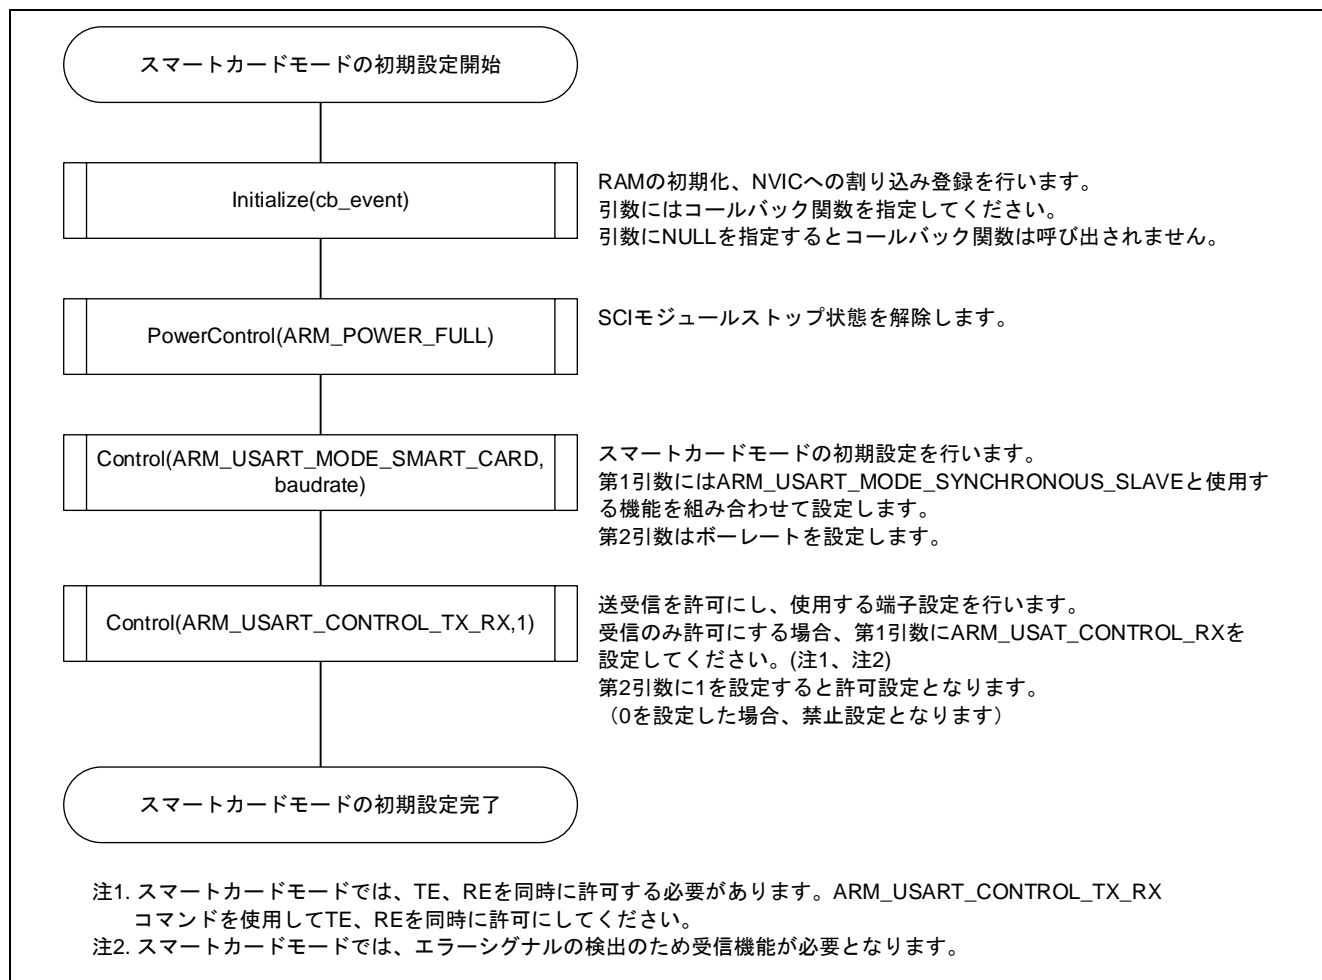 スマートカードモードの初期設定開始
Initialize(cb_event)
RAMの初期化、NVICへの割り込み登録を行います。
引数にはコールバック関数を指定してください。
引数にNULLを指定するとコールバック関数は呼び出されません。
PowerControl(ARM_POWER_FULL)
SCIモジュールストップ状態を解除します。
Control(ARM_USART_MODE_SMART_CARD,
baudrate)
スマートカードモードの初期設定を行います。
第1引数にはARM_USART_MODE_SYNCHRONOUS_SLAVEと使用す
る機能を組み合わせて設定します。
第2引数はボーレートを設定します。
Control(ARM_USART_CONTROL_TX_RX,1)
送受信を許可にし、使用する端子設定を行います。
受信のみ許可にする場合、第1引数にARM_USAT_CONTROL_RXを
設定してください。(注1、注2)
第2引数に1を設定すると許可設定となります。
（0を設定した場合、禁止設定となります）
スマートカードモードの初期設定完了
注1. スマートカードモードでは、TE、REを同時に許可する必要があります。ARM_USART_CONTROL_TX_RX
コマンドを使用してTE、REを同時に許可にしてください。
注2. スマートカードモードでは、エラーシグナルの検出のため受信機能が必要となります。